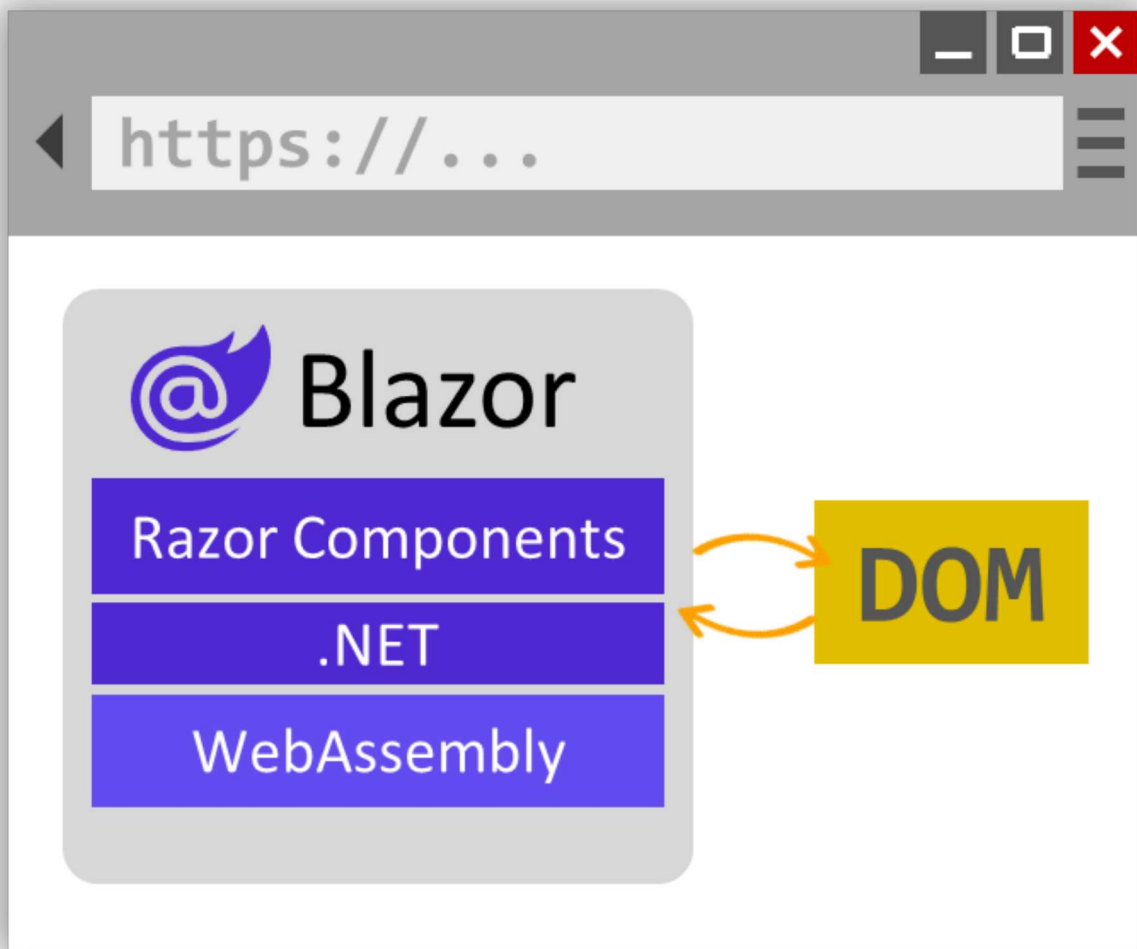 https://...
@ Blazor
Razor Components
.NET
WebAssembly
DOM